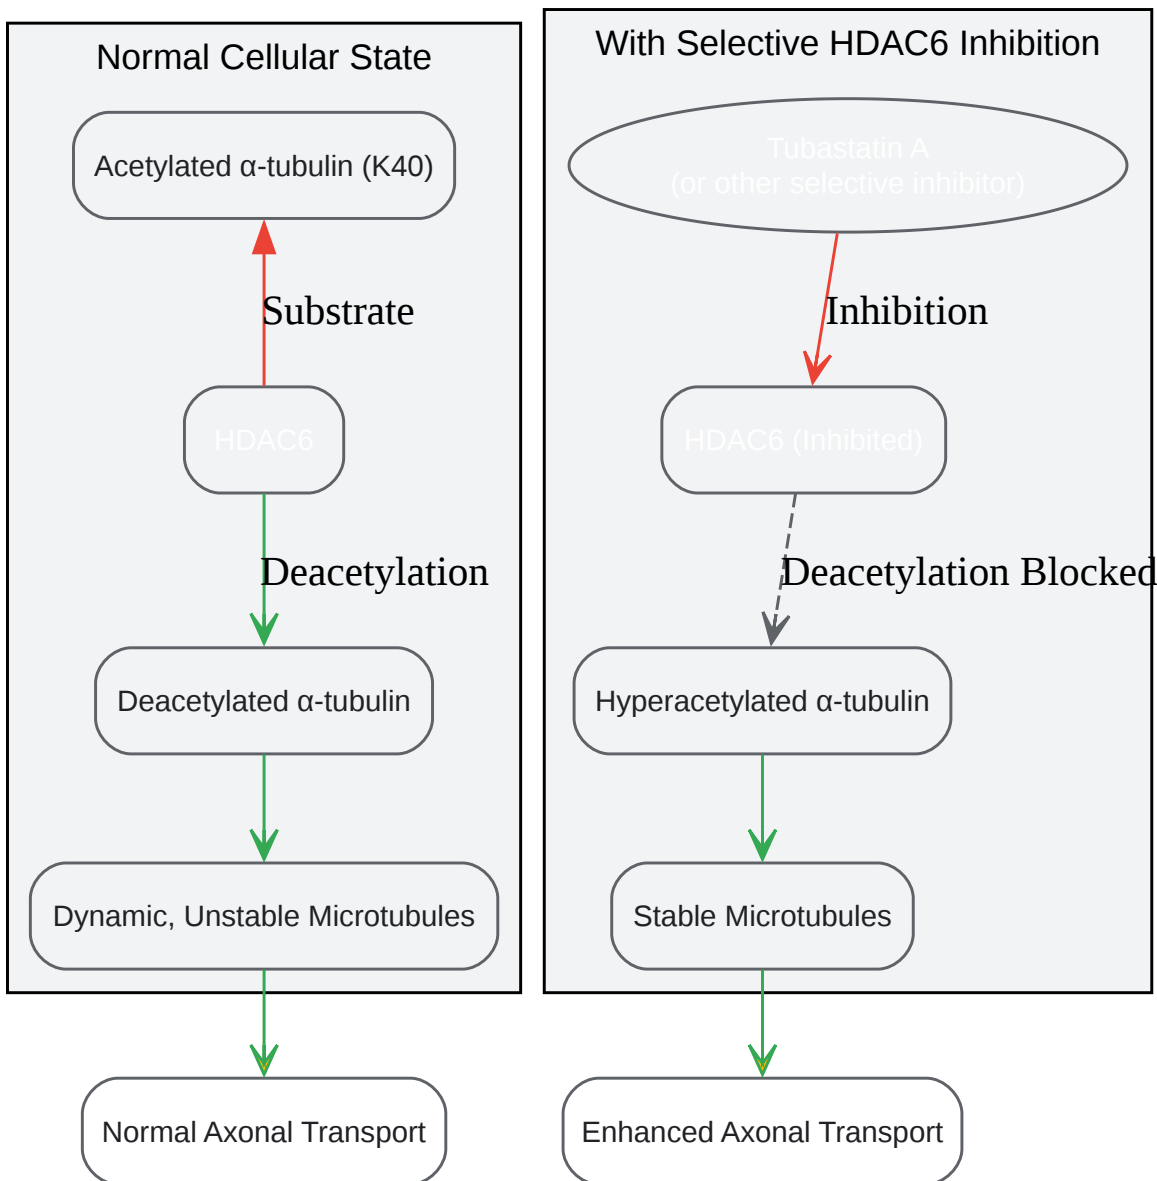 Normal Cellular State
Acetylated α-tubulin (K40)
Substrate
HDAC6
Deacetylation
Deacetylated α-tubulin
Dynamic, Unstable Microtubules
Normal Axonal Transport
With Selective HDAC6 Inhibition
Tubastatin A
(or other selective inhibitor)
Inhibition
HDAC6 (Inhibited)
Deacetylation Blocked
Hyperacetylated α-tubulin
Stable Microtubules
Enhanced Axonal Transport